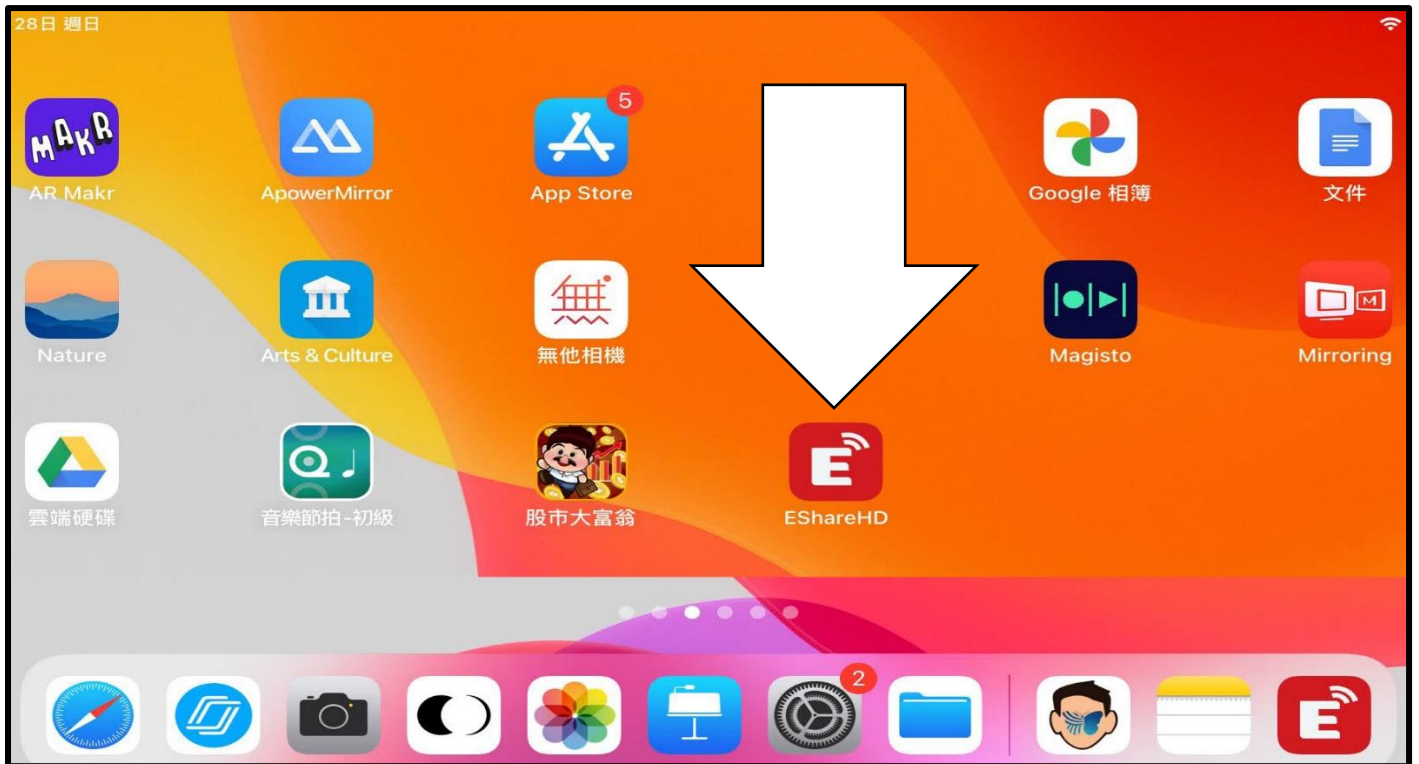 28日 週日
5
MAKR
AR Makr
ApowerMirror
App Store
Google 相簿
文件
無
M
Nature
Arts & Culture
無他相機
Magisto
Mirroring
E
雲端硬碟
音樂節拍-初級
股市大富翁
EShareHD
2
E